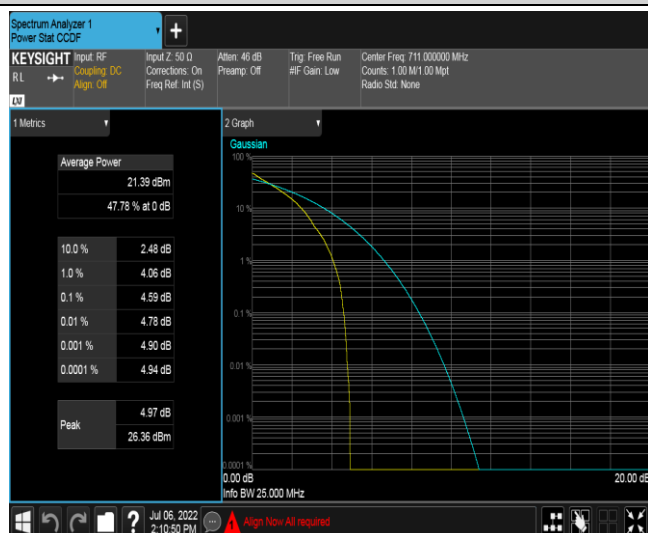 Spectrum Analyzer 1
Power Stat CCDF
+
KEYSIGHT
RL
LXI
Input: RF
Coupling: DC
Align: Off
Input Z: 50 Ω
Corrections: On
Freq Ref: Int (S)
Atten: 46 dB
Preamp: Off
Trig: Free Run
#IF Gain: Low
Center Freq: 711.000000 MHz
Counts: 1.00 M/1.00 Mpt
Radio Std: None
1 Metrics
Average Power
21.39 dBm
47.78 % at 0 dB
10.0 % 2.48 dB
1.0 % 4.06 dB
0.1 % 4.59 dB
0.01 % 4.78 dB
0.001 % 4.90 dB
0.0001 % 4.94 dB
Peak
4.97 dB
26.36 dBm
2 Graph
Gaussian
100 %
10 %
1 %
0.1 %
0.01 %
0.001 %
0.0001 %
0.00 dB
20.00 dB
Info BW 25.000 MHz
?
Jul 06, 2022
2:10:50 PM
1
Align Now All required